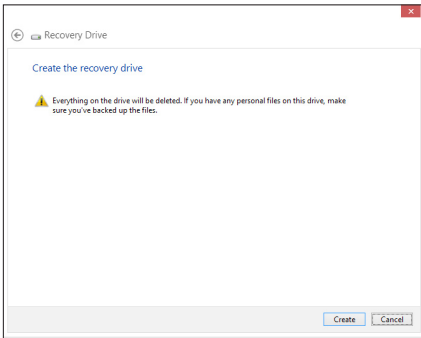 Recovery Drive
Create the recovery drive
Everything on the drive will be deleted. If you have any personal files on this drive, make
sure you've backed up the files.
Create Cancel